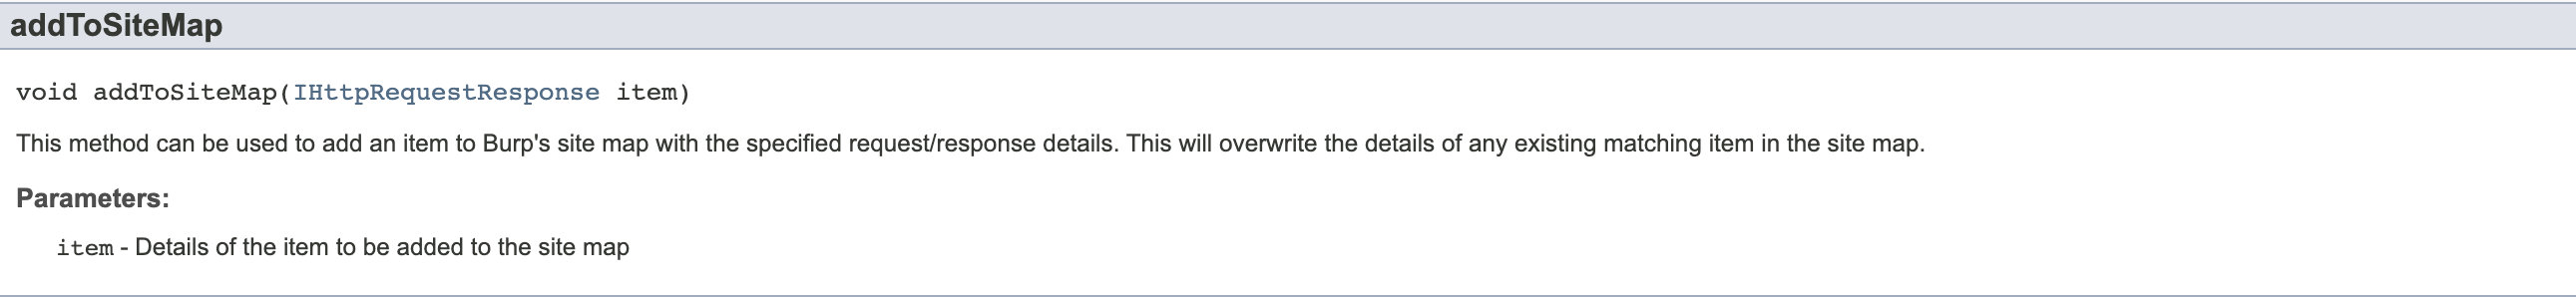 addToSiteMap
void addToSiteMap(IHttpRequestResponse item)
This method can be used to add an item to Burp's site map with the specified request/response details. This will overwrite the details of any existing matching item in the site map.
Parameters:
item - Details of the item to be added to the site map